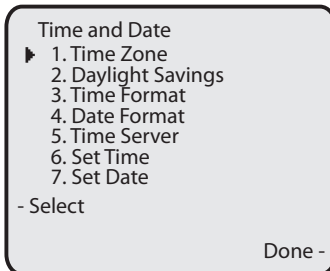 Time and Date
1. Time Zone
2. Daylight Savings
3. Time Format
4. Date Format
5. Time Server
6. Set Time
7. Set Date
- Select
Done -